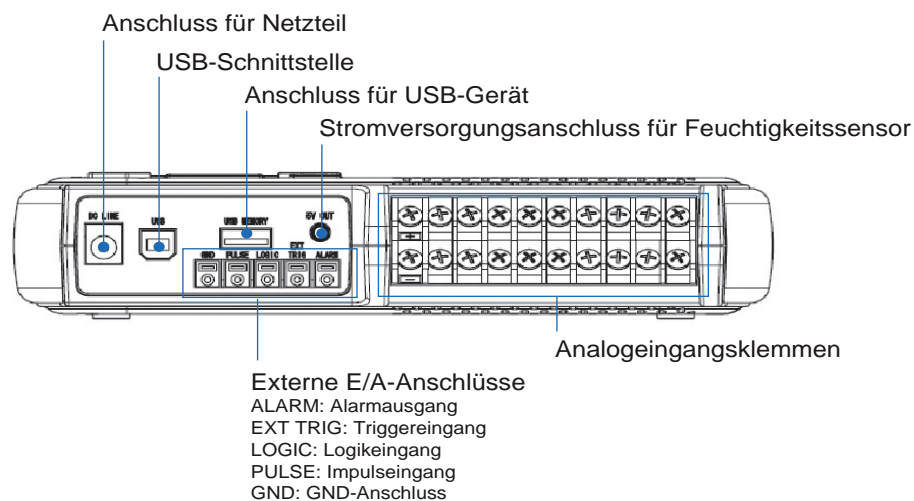 Anschluss für Netzteil
USB-Schnittstelle
Anschluss für USB-Gerät
Stromversorgungsanschluss für Feuchtigkeitssensor
DC LINE
USB
USB MEMORY
5V OUT
EXT
GND PULSE LOGIC TRIG ALARM
+
−
Analogeingangsklemmen
Externe E/A-Anschlüsse
ALARM: Alarmausgang
EXT TRIG: Triggereingang
LOGIC: Logikeingang
PULSE: Impulseingang
GND: GND-Anschluss